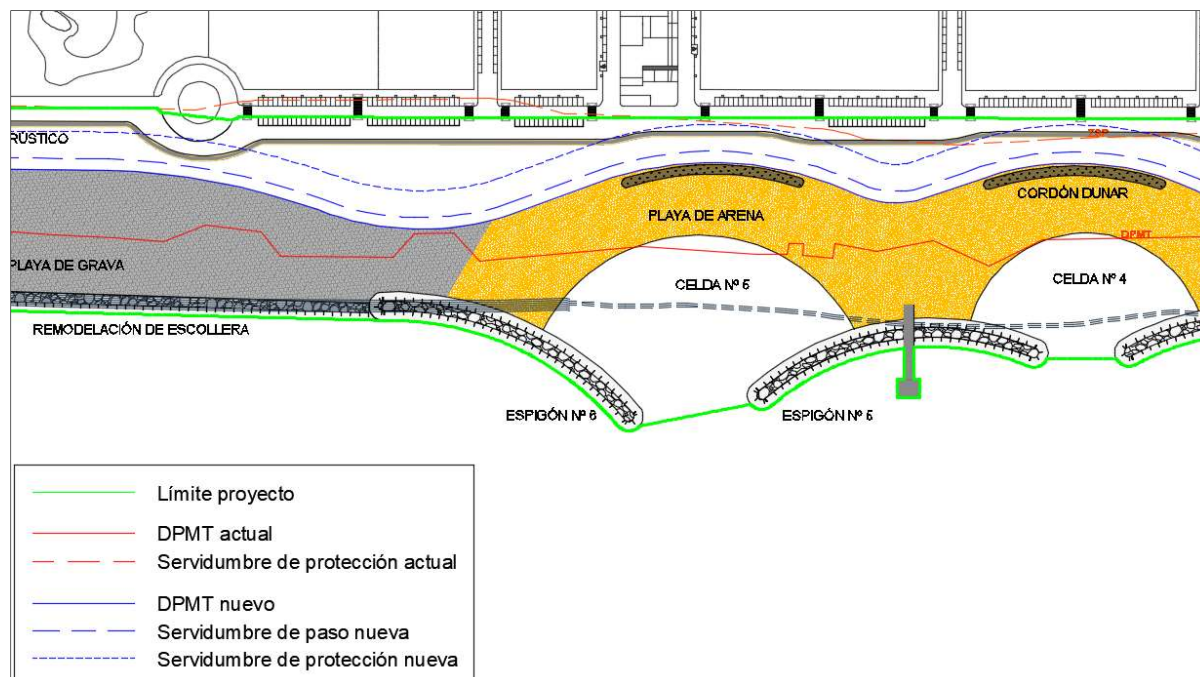 RÚSTICO
ZSP
CORDÓN DUNAR
PLAYA DE ARENA
DPMT
PLAYA DE GRAVA
CELDA Nº 5
CELDA Nº 4
REMODELACIÓN DE ESCOLLERA
ESPIGÓN Nº 6
ESPIGÓN Nº 5
Límite proyecto
DPMT actual
Servidumbre de protección actual
DPMT nuevo
Servidumbre de paso nueva
Servidumbre de protección nueva